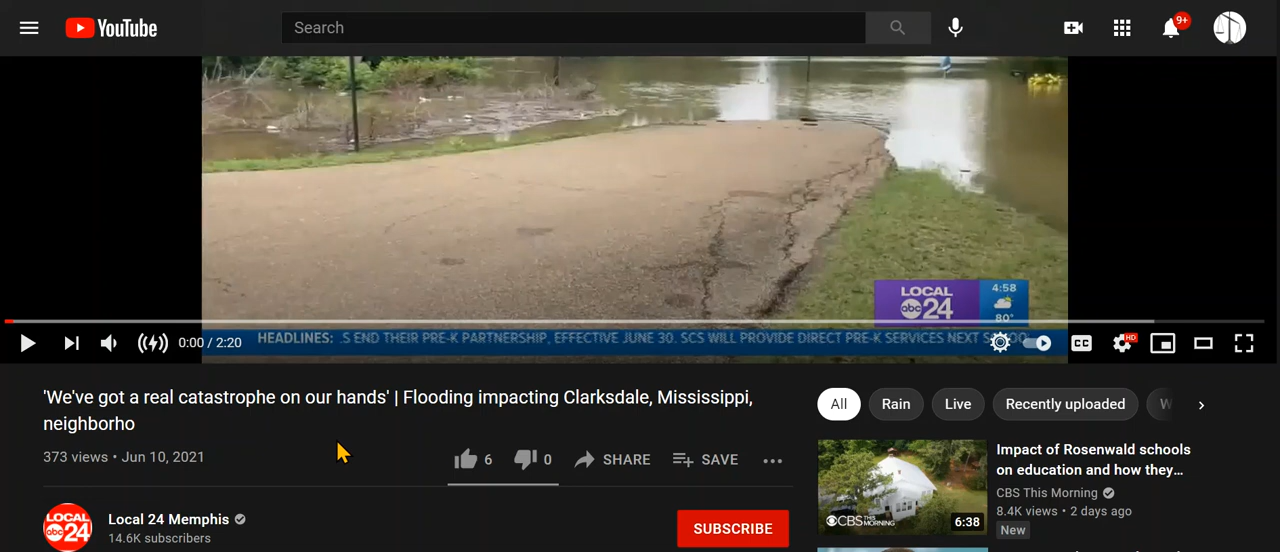 YouTube
Search
9+
LOCAL
abc 24
4:58
80°
HEADLINES: .S END THEIR PRE-K PARTNERSHIP, EFFECTIVE JUNE 30. SCS WILL PROVIDE DIRECT PRE-K SERVICES NEXT
0:00 / 2:20
CC
HD
'We've got a real catastrophe on our hands' | Flooding impacting Clarksdale, Mississippi,
neighborho
373 views • Jun 10, 2021
6
0
SHARE
SAVE
LOCAL
abc 24
Local 24 Memphis
14.6K subscribers
SUBSCRIBE
All
Rain
Live
Recently uploaded
W
CBS THIS MORNING
6:38
Impact of Rosenwald schools
on education and how they…
CBS This Morning
8.4K views • 2 days ago
New